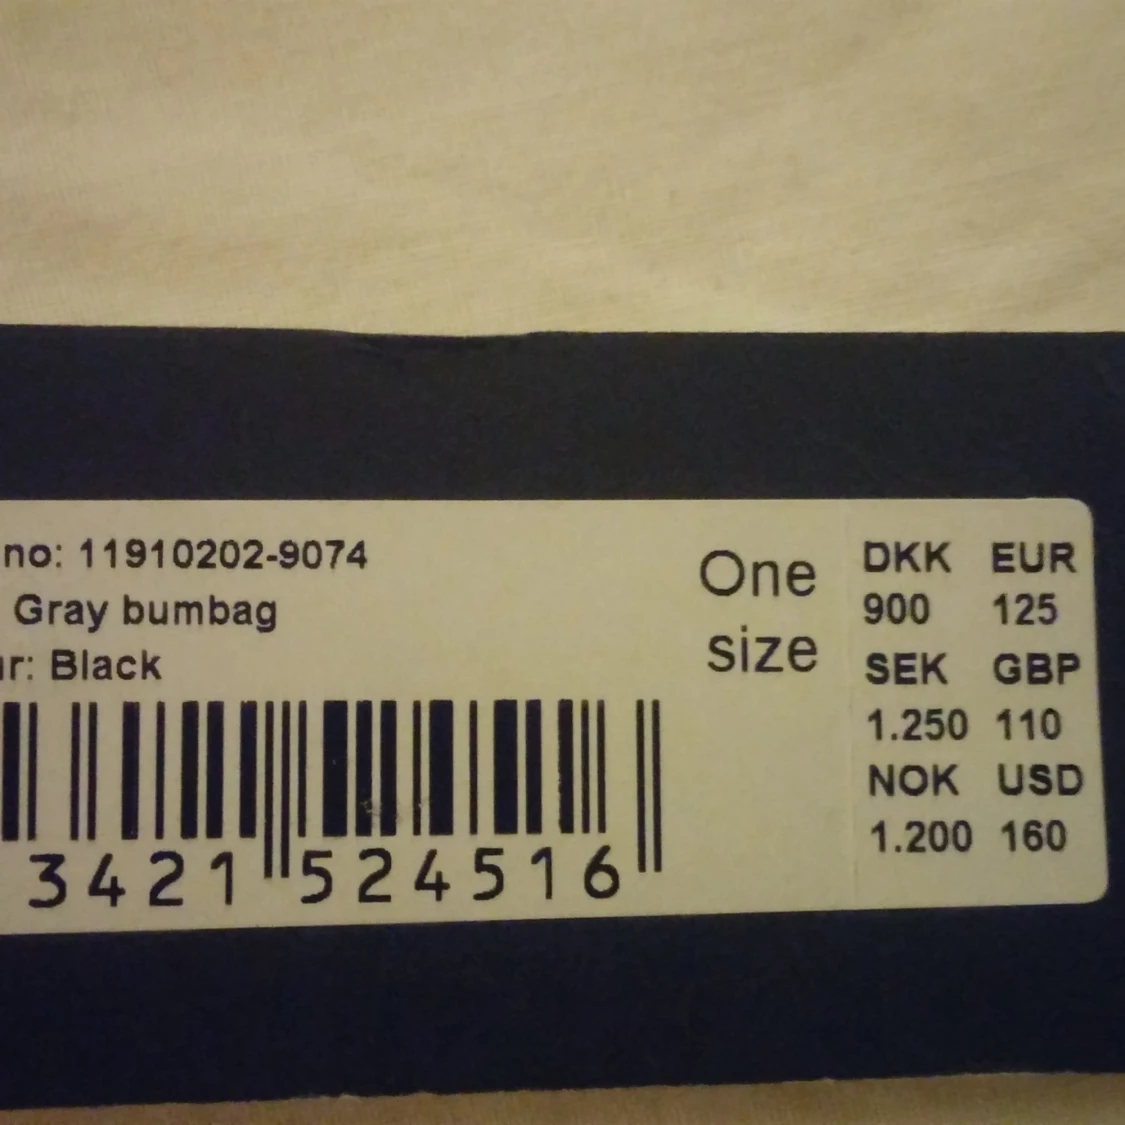 no: 11910202-9074
Gray bumbag
ur: Black
3421 524516
One
size
DKK EUR
900 125
SEK GBP
1.250 110
NOK USD
1.200 160